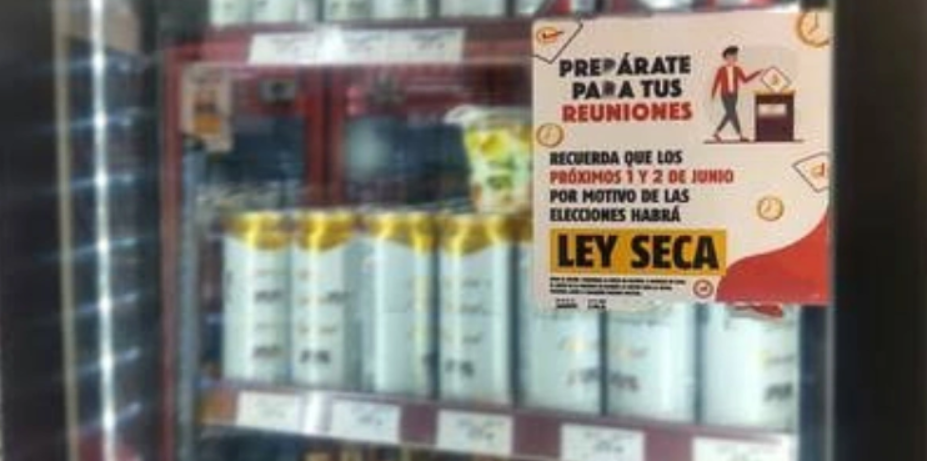 PREPÁRATE
PARA TUS
REUNIONES
RECUERDA QUE LOS
PRÓXIMOS 1 Y 2 DE JUNIO
POR MOTIVO DE LAS
ELECCIONES HABRÁ
LEY SECA